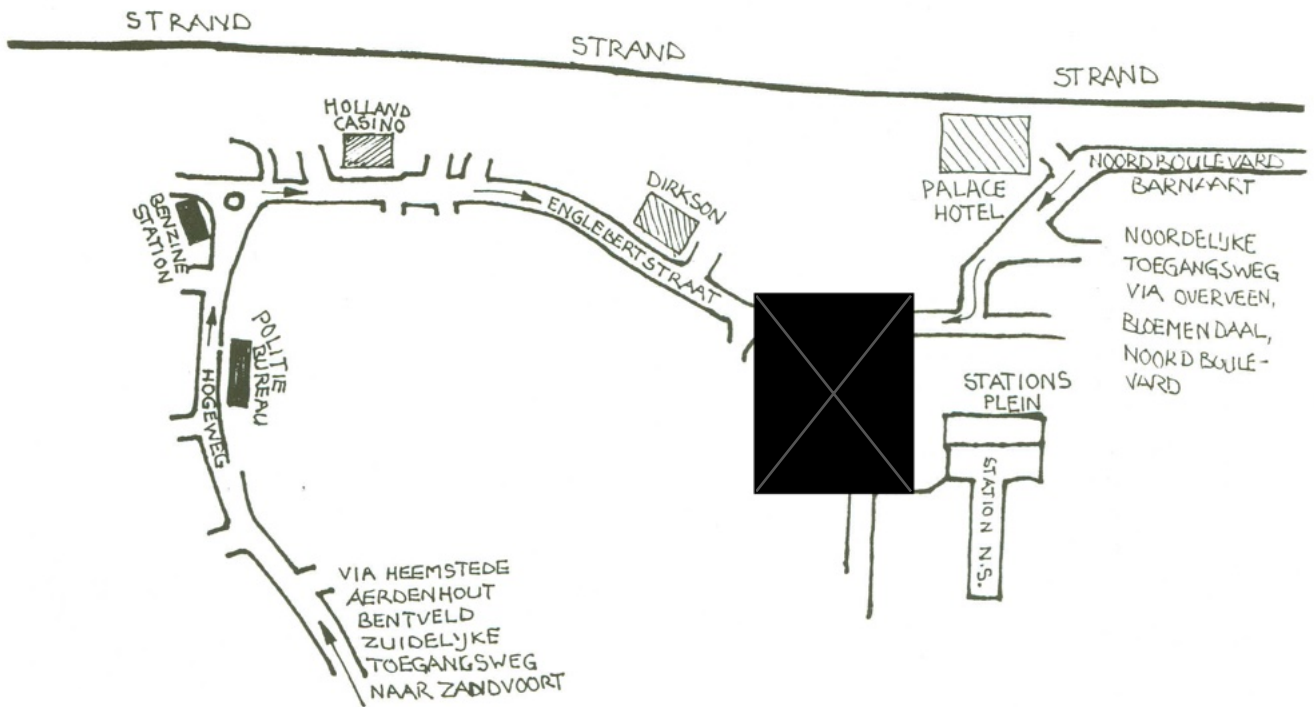 STRAND
STRAND
STRAND
HOLLAND
CASINO
BENZINE
STATION
DIRKSON
ENGLEBERTSTRAAT
PALACE
HOTEL
NOORDBOULEVARD
BARNAART
NOORDELIJKE
TOEGANGSWEG
VIA OVERVEEN,
BLOEMENDAAL,
NOORDBOULE-
VARD
POLITIE
BUREAU
HOGEWEG
STATIONS
PLEIN
STATION N.S.
VIA HEEMSTEDE
AERDENHOUT
BENTVELD
ZUIDELIJKE
TOEGANGSWEG
NAAR ZANDVOORT